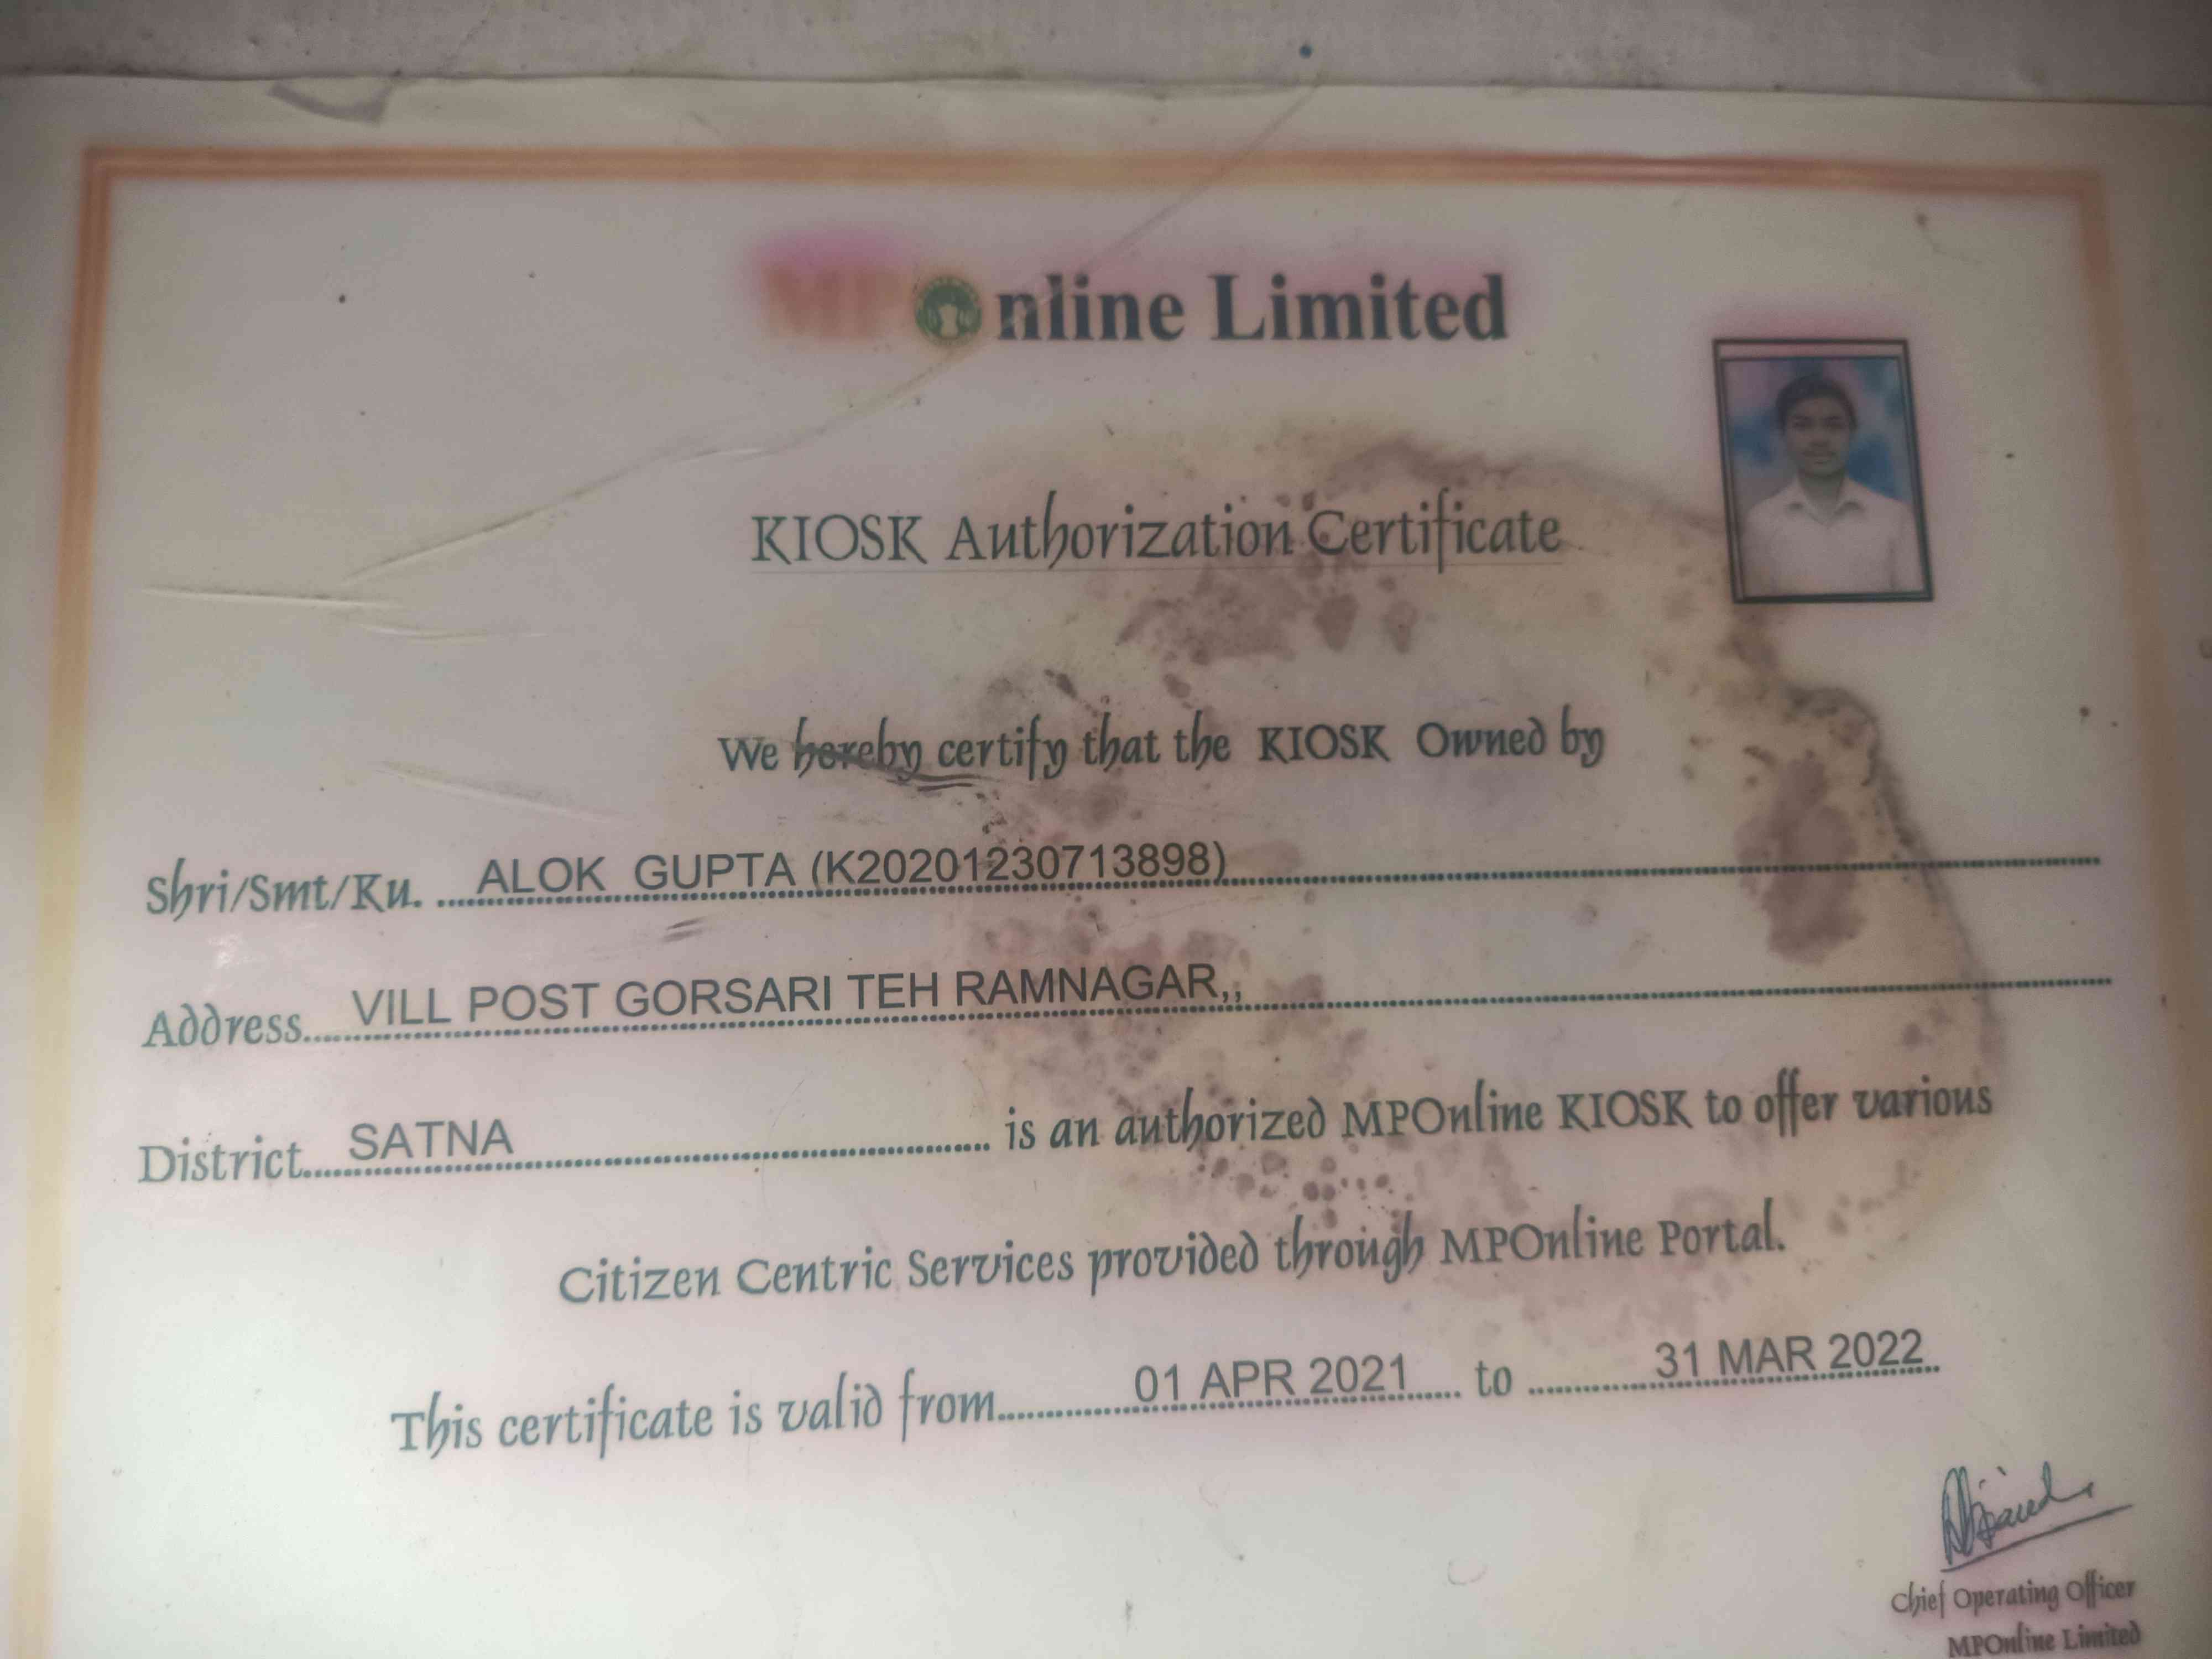 MPOnline Limited
KIOSK Authorization Certificate
We hereby certify that the KIOSK Owned by
Shri/Smt/Ku. ALOK GUPTA (K20201230713898)
Address VILL POST GORSARI TEH RAMNAGAR,,
District SATNA is an authorized MPOnline KIOSK to offer various
Citizen Centric Services provided through MPOnline Portal.
This certificate is valid from 01 APR 2021 to 31 MAR 2022
Chief Operating Officer
MPOnline Limited